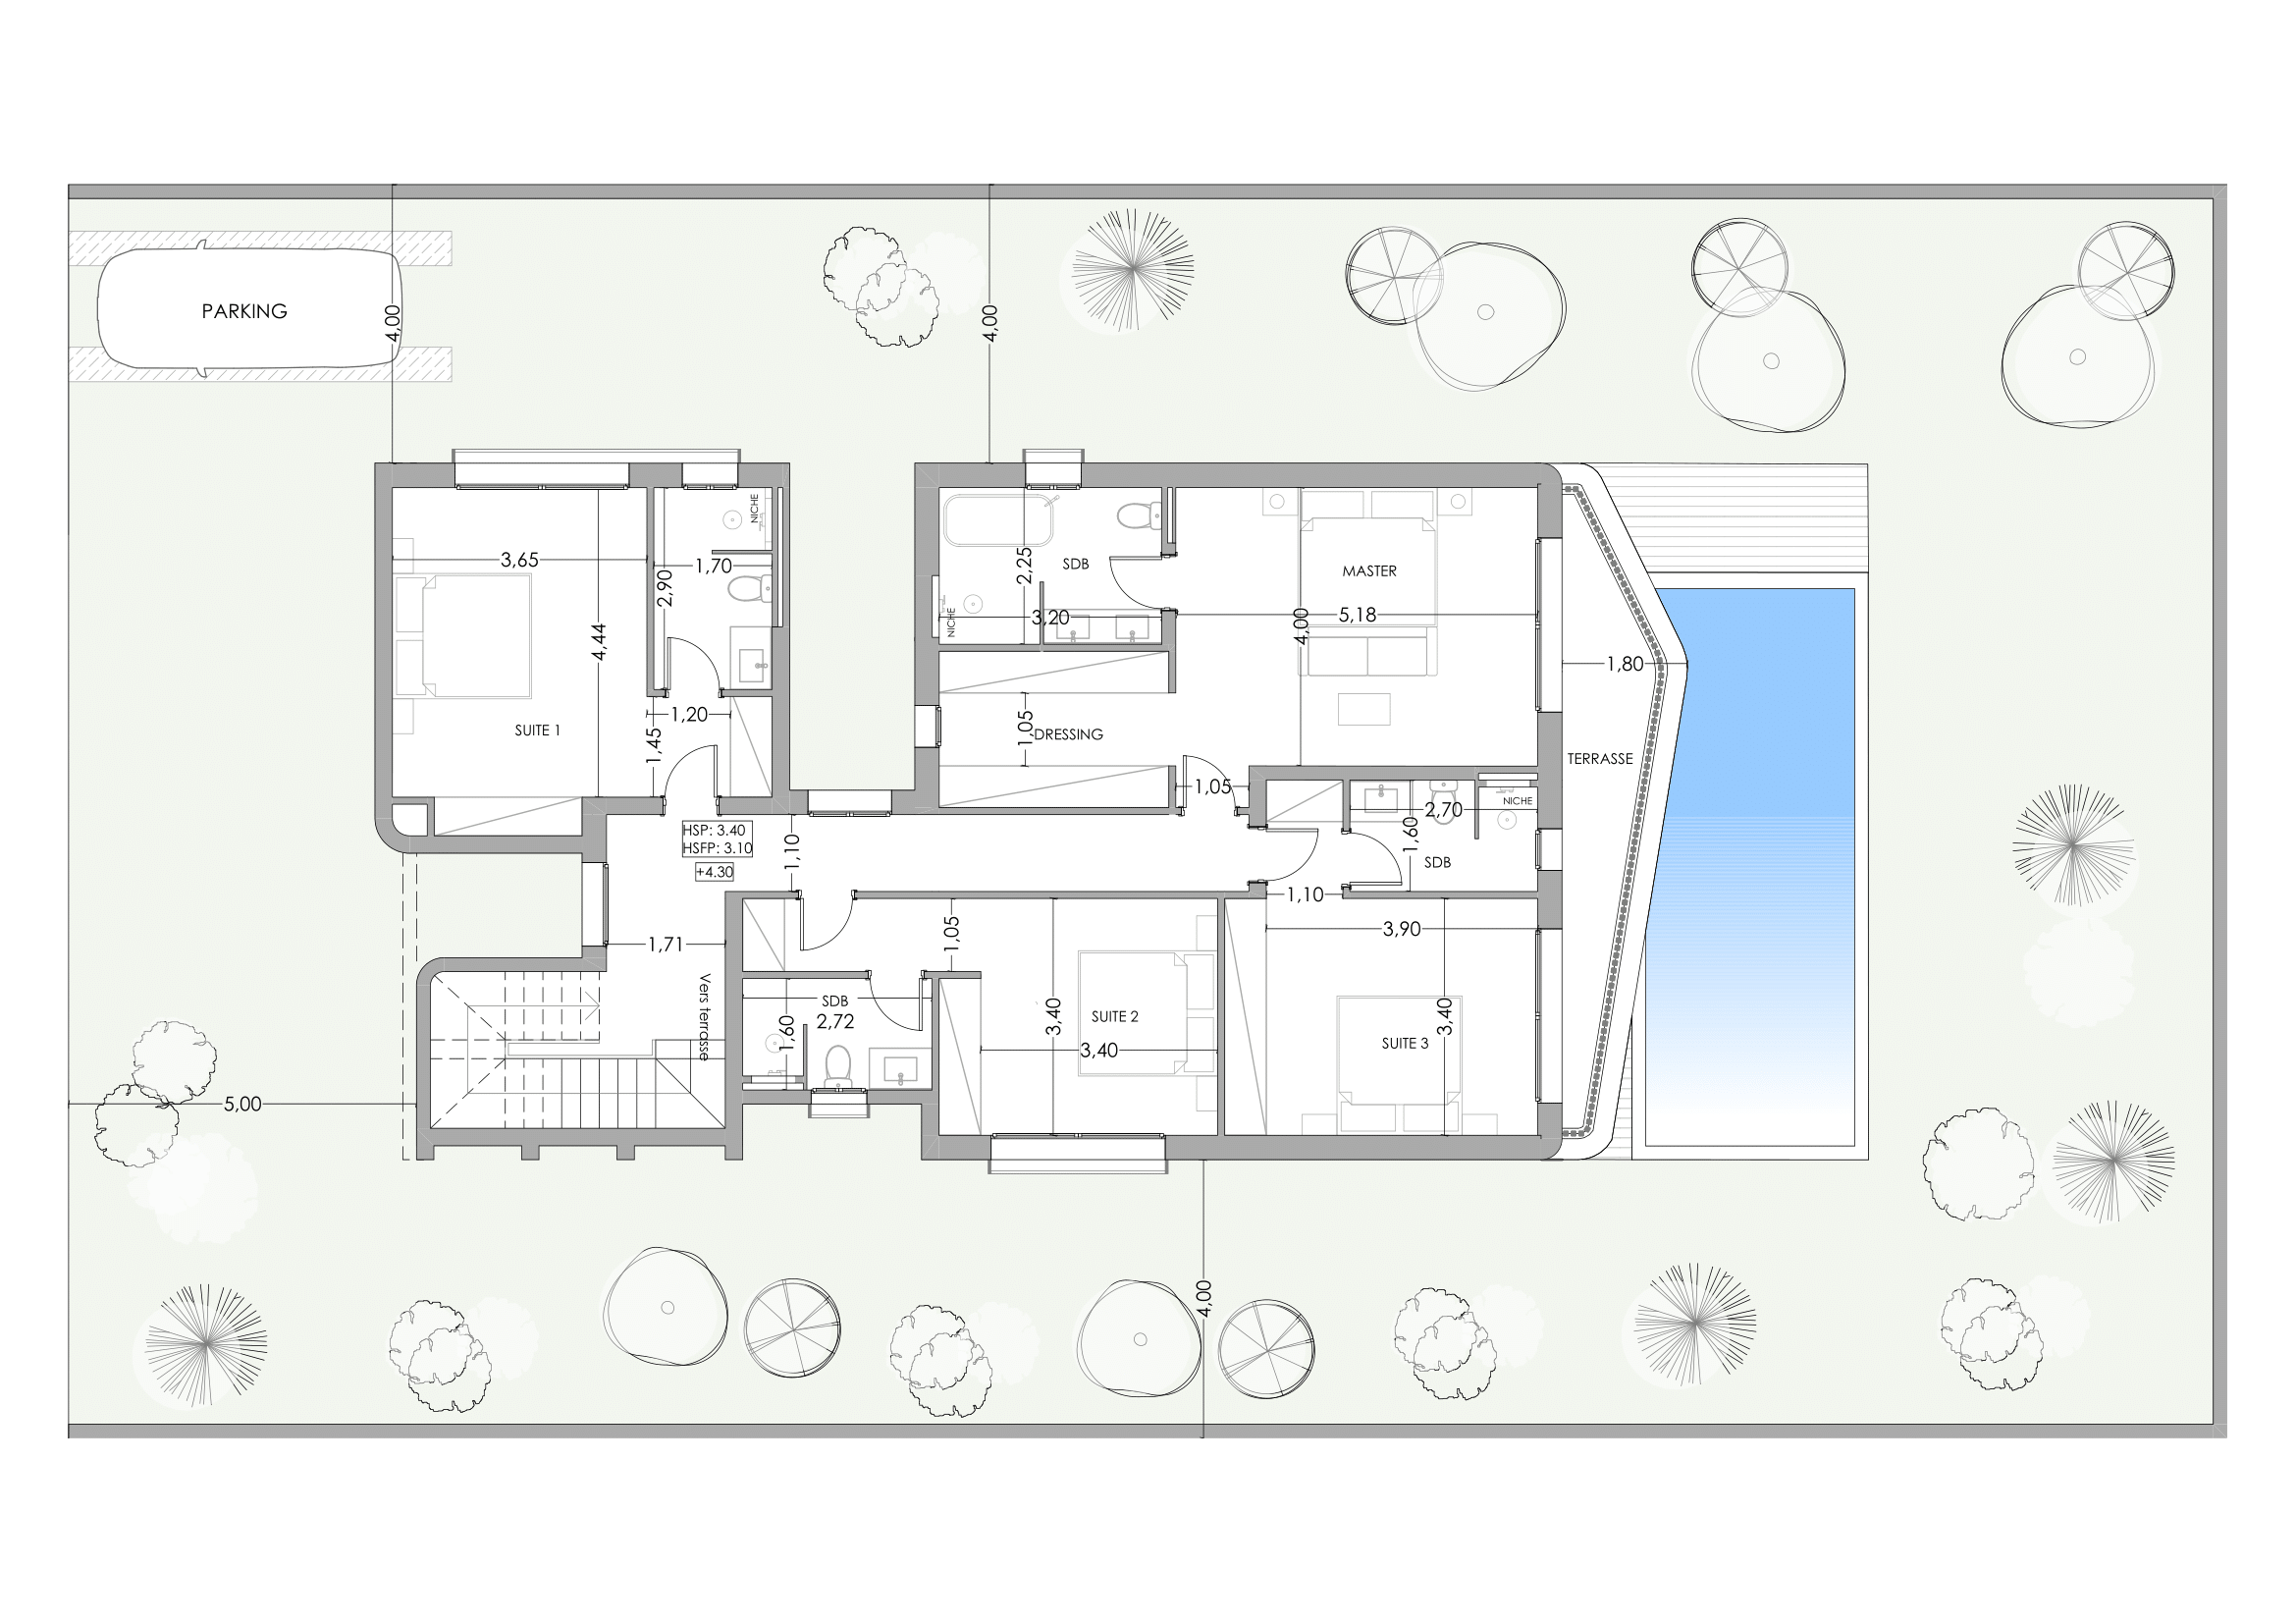 PARKING
4,00
4,00
NICHE
3,65
1,70
2,90
4,44
SUITE 1
1,20
1,45
2,25
SDB
NICHE
3,20
MASTER
4,00
5,18
1,80
1,05
DRESSING
TERRASSE
1,05
HSP: 3.40
HSFP: 3.10
+4.30
1,10
NICHE
2,70
1,60
SDB
1,10
1,71
1,05
3,90
Vers terrasse
SDB
2,72
1,60
3,40
SUITE 2
3,40
3,40
SUITE 3
5,00
4,00